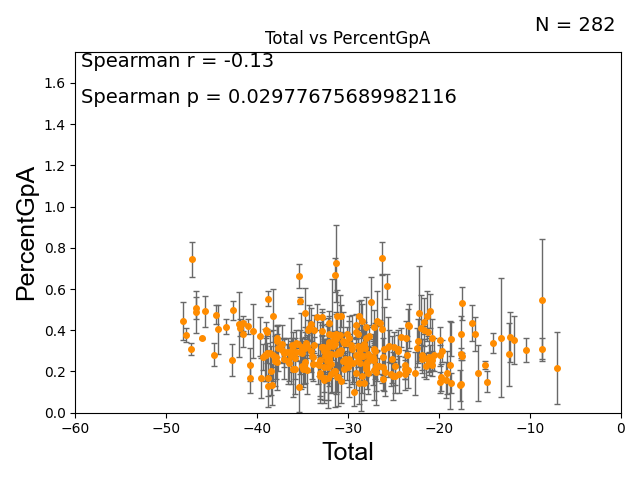 N = 282
Total vs PercentGpA
Spearman r = -0.13
Spearman p = 0.02977675689982116
PercentGpA
1.6
1.4
1.2
1.0
0.8
0.6
0.4
0.2
0.0
−60 −50 −40 −30 −20 −10 0
Total